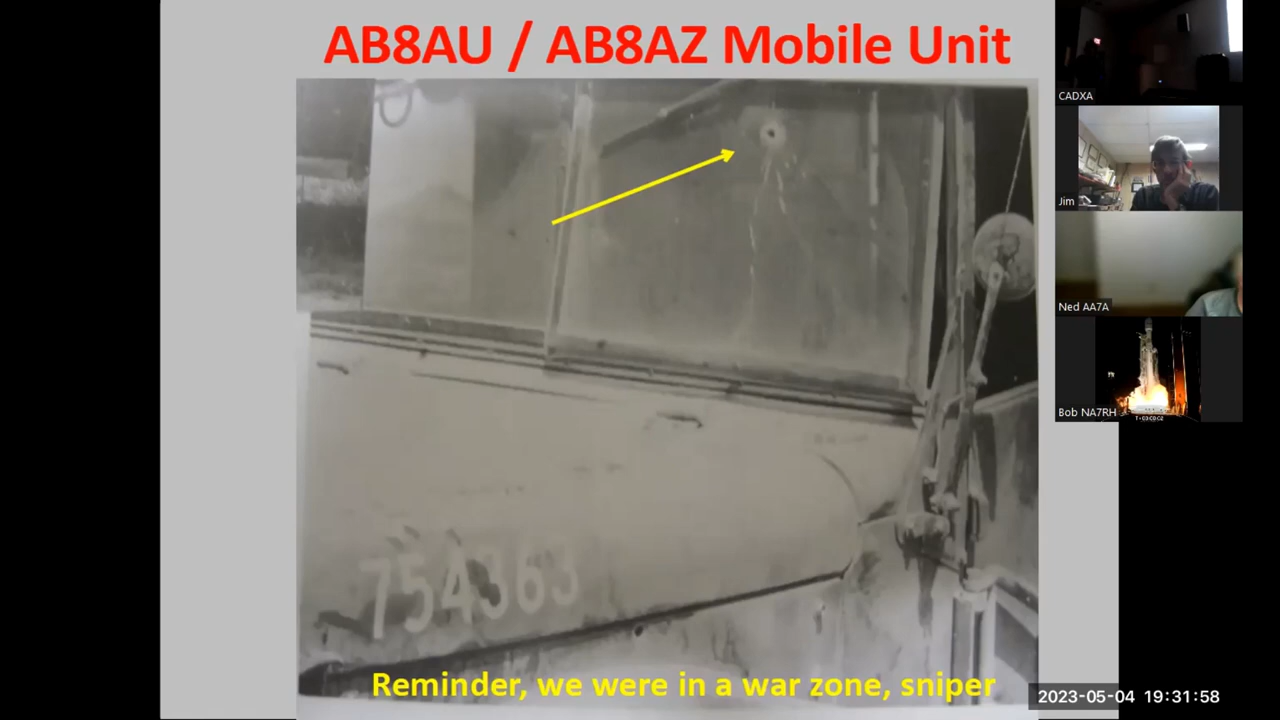 AB8AU / AB8AZ Mobile Unit
CADXA
Jim
Ned AA7A
Bob NA7RH
754363
Reminder, we were in a war zone, sniper
2023-05-04 19:31:58